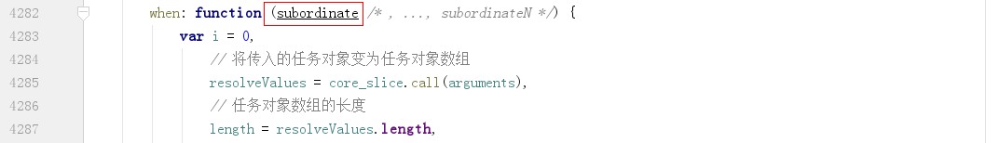 4282 when: function (subordinate /* , ..., subordinateN */) {
4283 var i = 0,
4284 // 将传入的任务对象变为任务对象数组
4285 resolveValues = core_slice.call(arguments),
4286 // 任务对象数组的长度
4287 length = resolveValues.length,